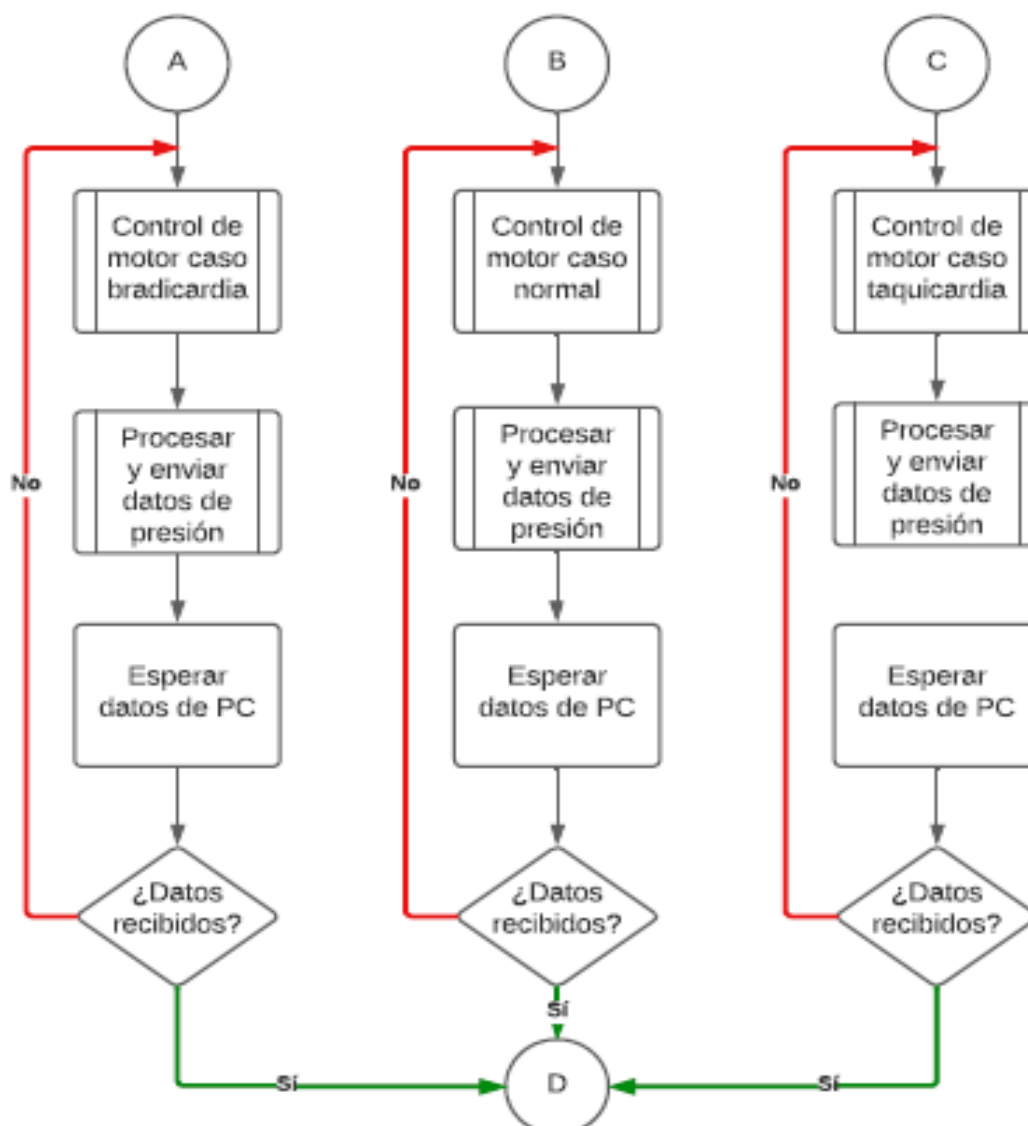 A
Control de
motor caso
bradicardia
Procesar
y enviar
datos de
presión
No
Esperar
datos de PC
¿Datos
recibidos?
Sí
B
Control de
motor caso
normal
Procesar
y enviar
datos de
presión
No
Esperar
datos de PC
¿Datos
recibidos?
Sí
C
Control de
motor caso
taquicardia
Procesar
y enviar
datos de
presión
No
Esperar
datos de PC
¿Datos
recibidos?
Sí
D